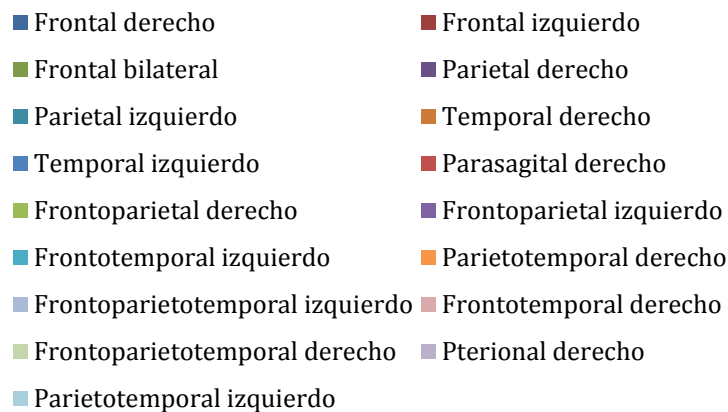 Frontal derecho Frontal izquierdo
Frontal bilateral Parietal derecho
Parietal izquierdo Temporal derecho
Temporal izquierdo Parasagital derecho
Frontoparietal derecho Frontoparietal izquierdo
Frontotemporal izquierdo Parietotemporal derecho
Frontoparietotemporal izquierdo Frontotemporal derecho
Frontoparietotemporal derecho Pterional derecho
Parietotemporal izquierdo